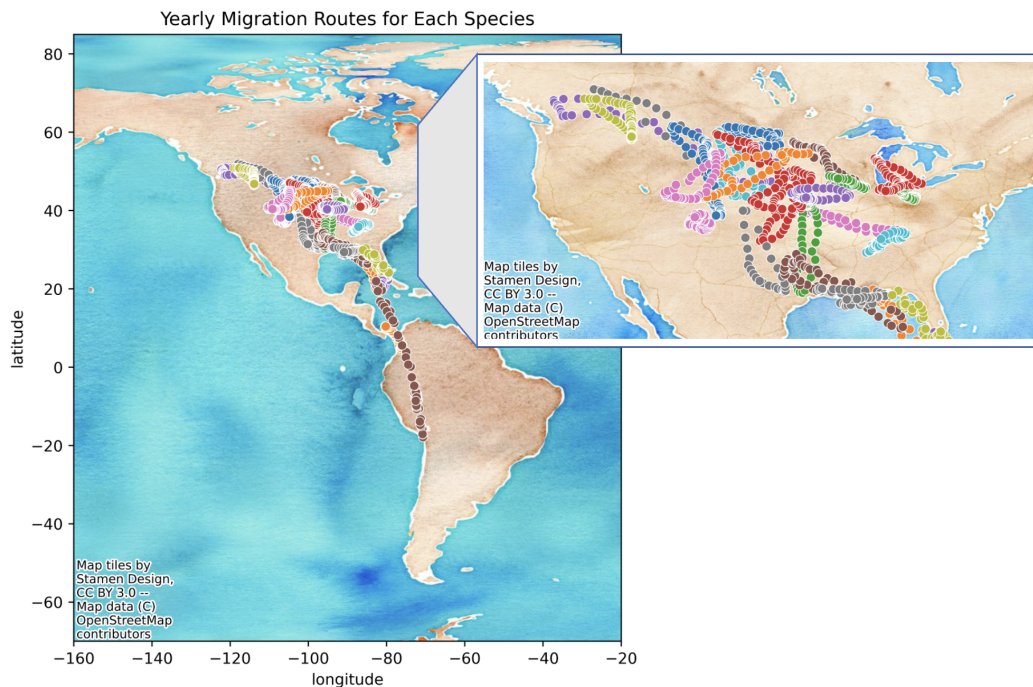 Yearly Migration Routes for Each Species
80
60
40
20
0
−20
−40
−60
latitude
Map tiles by
Stamen Design,
CC BY 3.0 --
Map data (C)
OpenStreetMap
contributors
−160
−140
−120
−100
−80
−60
−40
−20
longitude
Map tiles by
Stamen Design,
CC BY 3.0 --
Map data (C)
OpenStreetMap
contributors